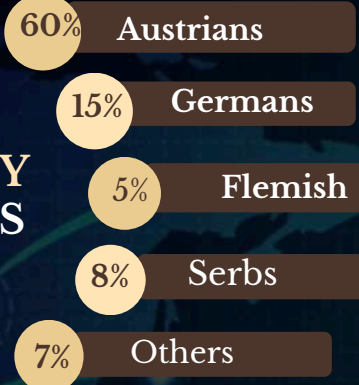 60% Austrians
15% Germans
Y
5% Flemish
S
8% Serbs
7% Others